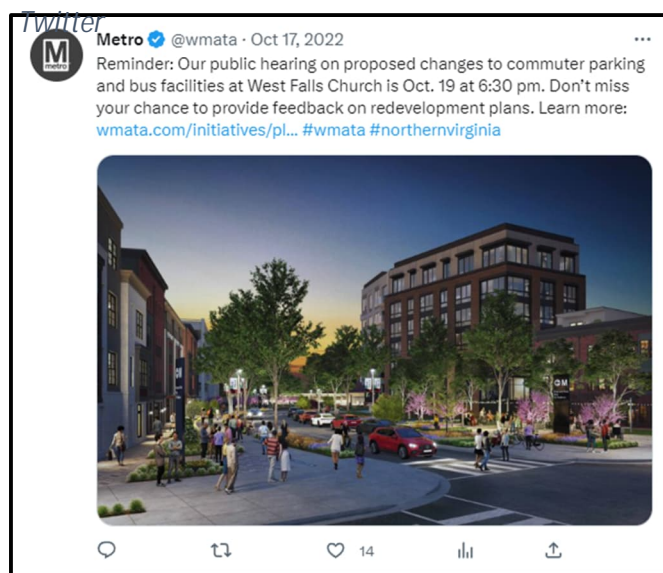 Twitter
M
metro
Metro @wmata · Oct 17, 2022
Reminder: Our public hearing on proposed changes to commuter parking
and bus facilities at West Falls Church is Oct. 19 at 6:30 pm. Don’t miss
your chance to provide feedback on redevelopment plans. Learn more:
wmata.com/initiatives/pl... #wmata #northernvirginia
14